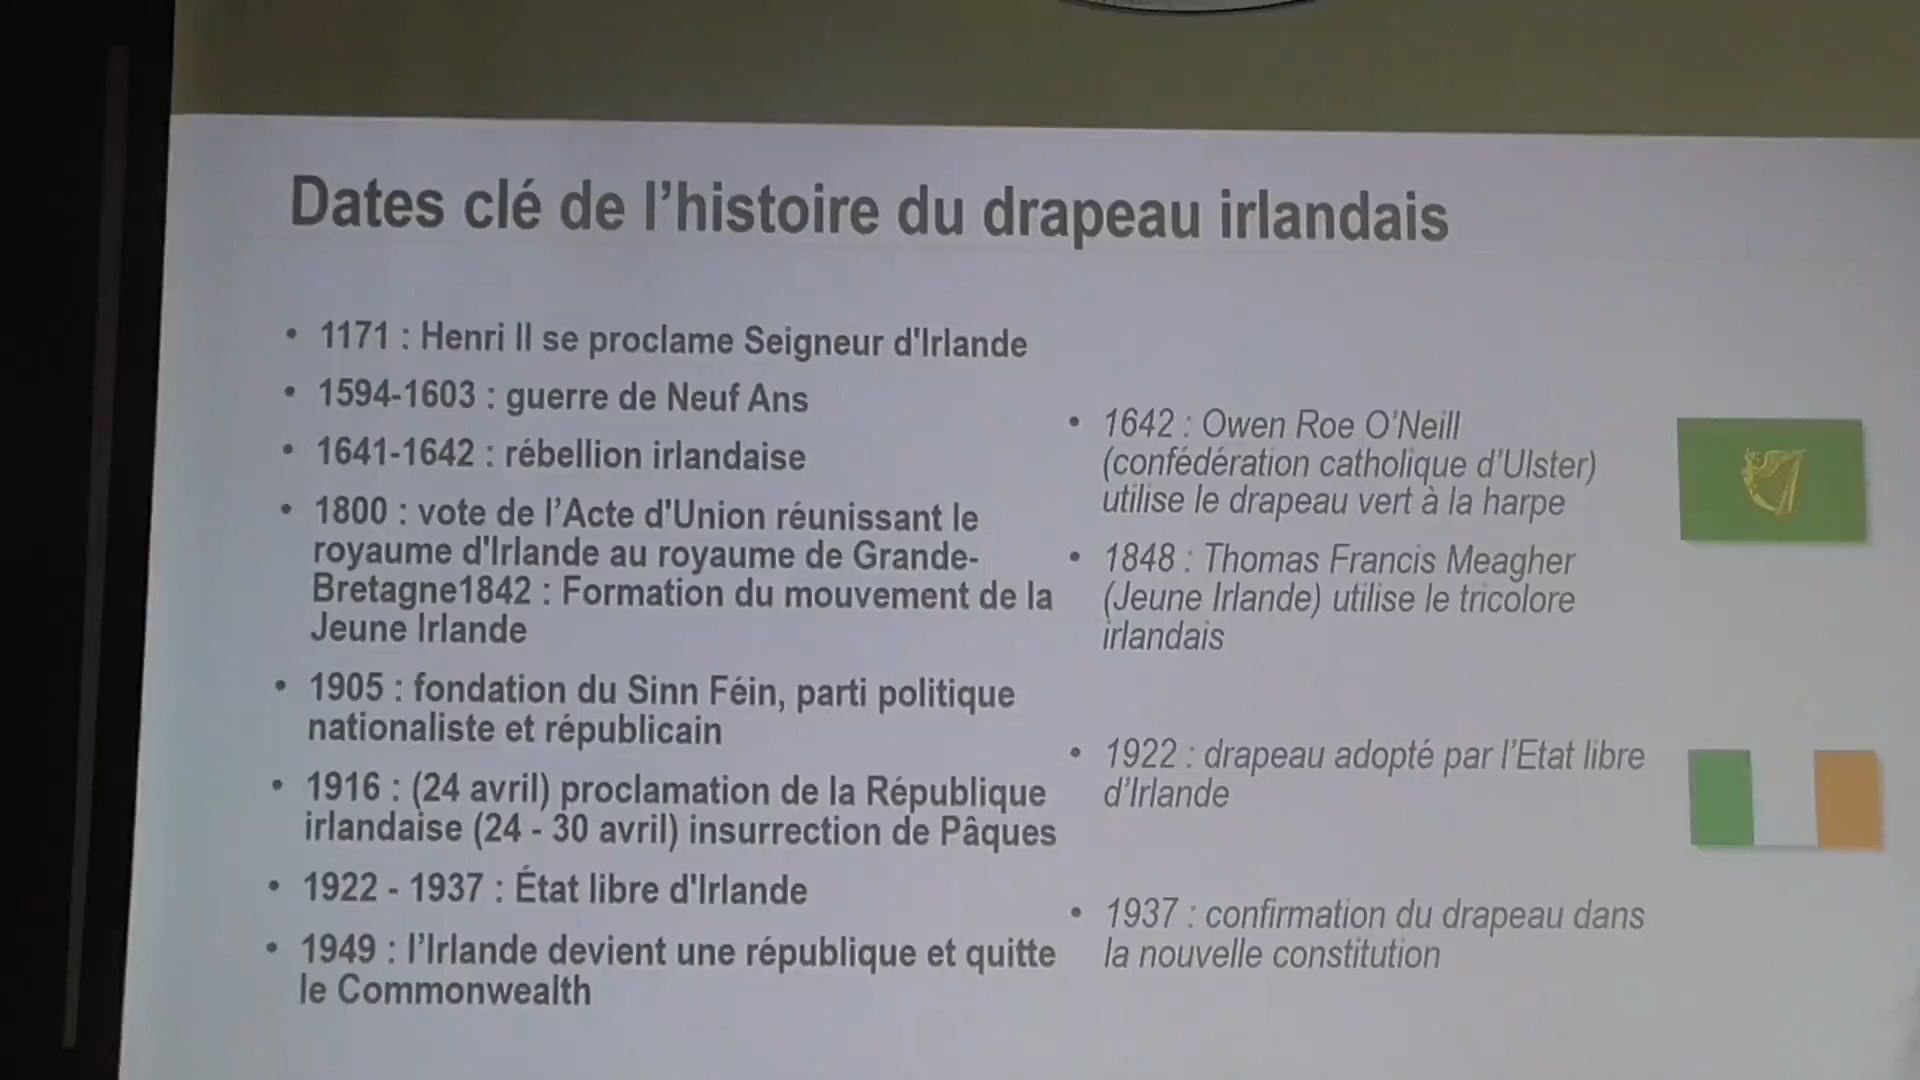 Dates clé de l’histoire du drapeau irlandais
• 1171 : Henri II se proclame Seigneur d'Irlande
• 1594-1603 : guerre de Neuf Ans
• 1641-1642 : rébellion irlandaise
• 1800 : vote de l’Acte d'Union réunissant le
royaume d'Irlande au royaume de Grande-
Bretagne1842 : Formation du mouvement de la
Jeune Irlande
• 1905 : fondation du Sinn Féin, parti politique
nationaliste et républicain
• 1916 : (24 avril) proclamation de la République
irlandaise (24 - 30 avril) insurrection de Pâques
• 1922 - 1937 : État libre d'Irlande
• 1949 : l’Irlande devient une république et quitte
le Commonwealth
• 1642 : Owen Roe O’Neill
(confédération catholique d’Ulster)
utilise le drapeau vert à la harpe
• 1848 : Thomas Francis Meagher
(Jeune Irlande) utilise le tricolore
irlandais
• 1922 : drapeau adopté par l’Etat libre
d’Irlande
• 1937 : confirmation du drapeau dans
la nouvelle constitution